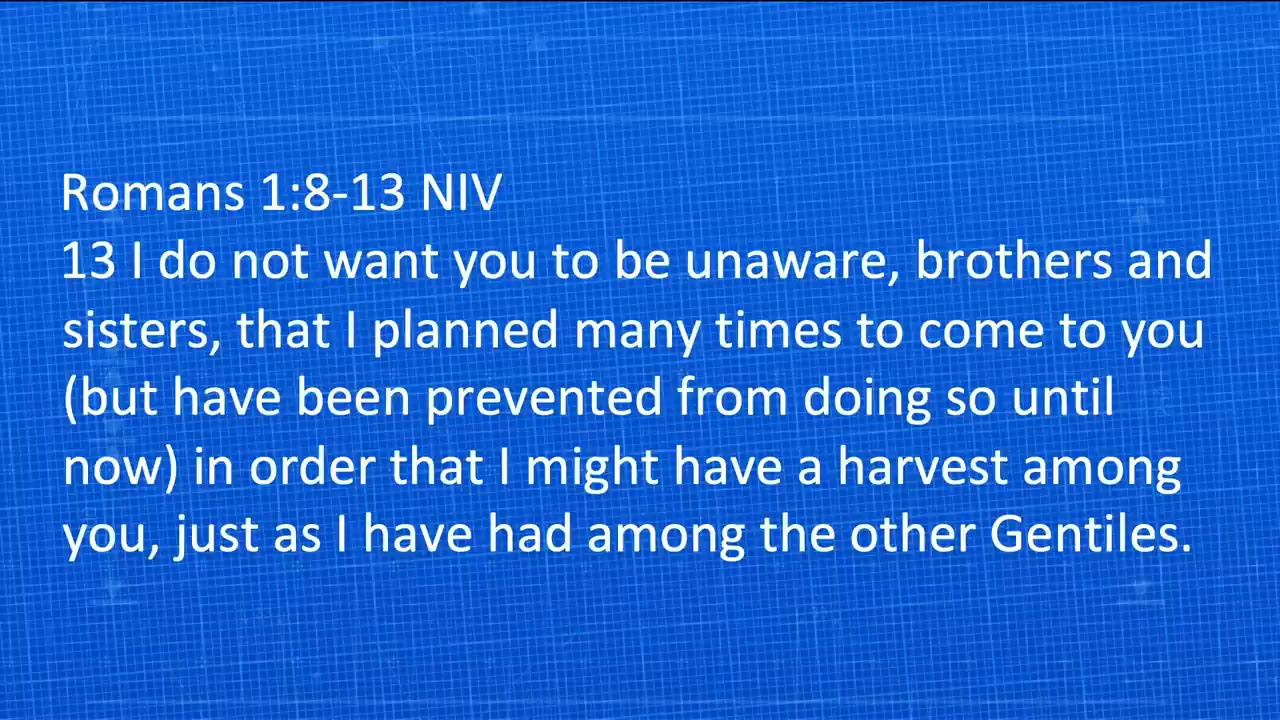 Romans 1:8-13 NIV
13 I do not want you to be unaware, brothers and
sisters, that I planned many times to come to you
(but have been prevented from doing so until
now) in order that I might have a harvest among
you, just as I have had among the other Gentiles.